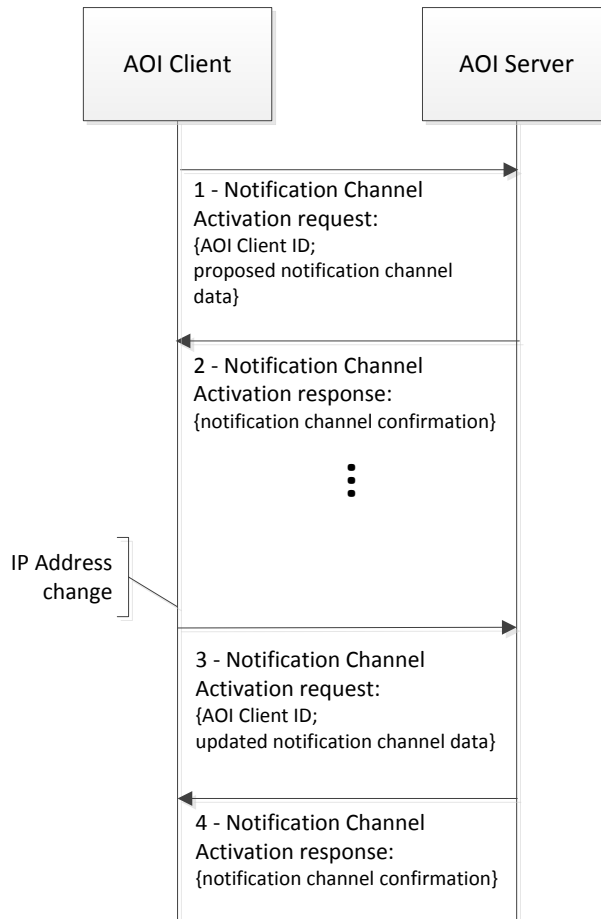 AOI Client
AOI Server
1 - Notification Channel
Activation request:
{AOI Client ID;
proposed notification channel
data}
2 - Notification Channel
Activation response:
{notification channel confirmation}
IP Address
change
3 - Notification Channel
Activation request:
{AOI Client ID;
updated notification channel data}
4 - Notification Channel
Activation response:
{notification channel confirmation}